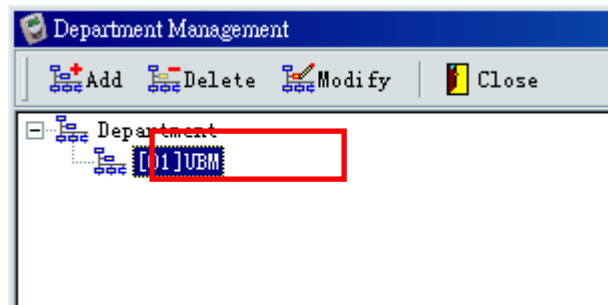 Department Management
Add Delete Modify Close
Department
[01]UBM